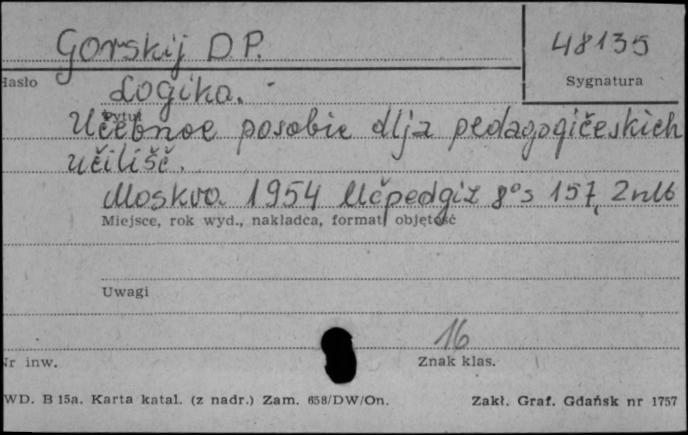 Gorskij D.P.
48135
Hasło
Sygnatura
Logika. -
Tytuł
Učebnoe posobie dlja pedagogičeskich
učilišč.
Moskva 1954 Učpedgiz 8° s 157, 2 nlb
Miejsce, rok wyd., nakładca, format, objętość
Uwagi
16
Nr inw.
Znak klas.
WD. B 15a. Karta katal. (z nadr.) Zam. 658/DW/On.
Zakł. Graf. Gdańsk nr 1757